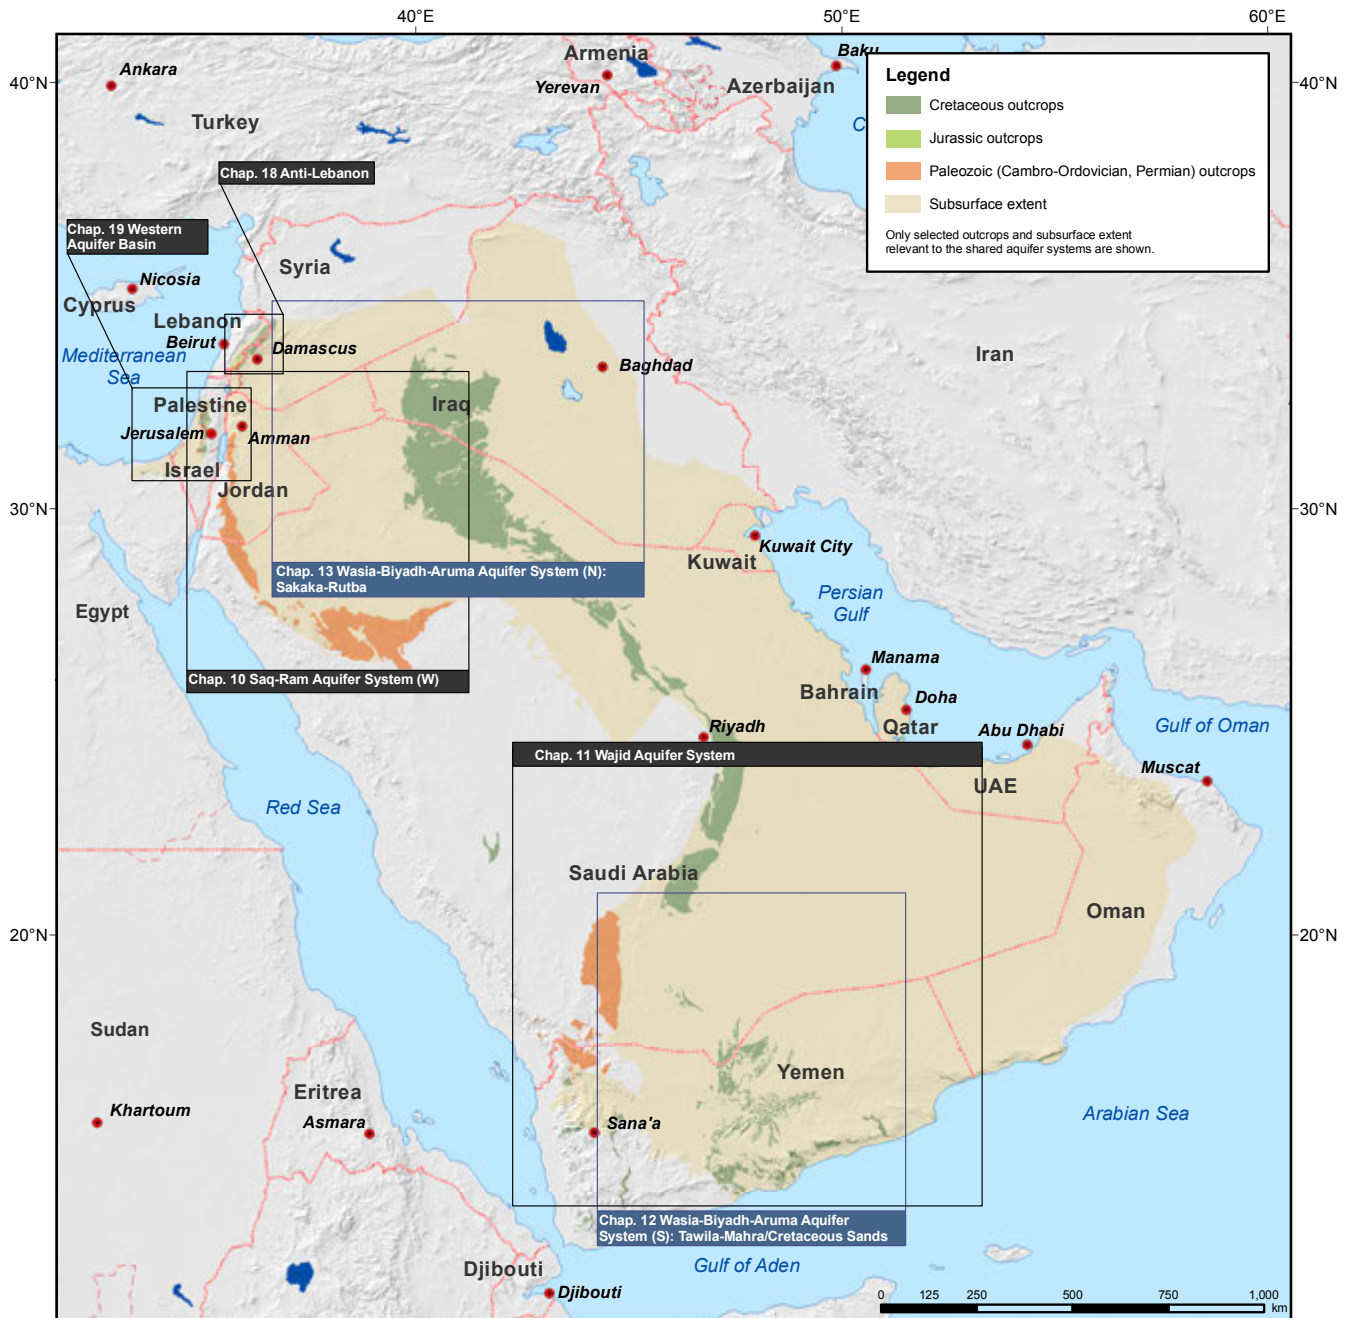 40°E
50°E
60°E
40°N
40°N
30°N
30°N
20°N
20°N
Legend
Cretaceous outcrops
Jurassic outcrops
Paleozoic (Cambro-Ordovician, Permian) outcrops
Subsurface extent
Only selected outcrops and subsurface extent
relevant to the shared aquifer systems are shown.
Ankara
Turkey
Armenia
Yerevan
Azerbaijan
Baku
C
Chap. 18 Anti-Lebanon
Chap. 19 Western
Aquifer Basin
Nicosia
Cyprus
Syria
Lebanon
Beirut
Damascus
Mediterranean
Sea
Baghdad
Iran
Palestine
Iraq
Jerusalem
Amman
Israel
Jordan
Kuwait City
Kuwait
Chap. 13 Wasia-Biyadh-Aruma Aquifer System (N):
Sakaka-Rutba
Persian
Gulf
Egypt
Manama
Chap. 10 Saq-Ram Aquifer System (W)
Bahrain
Doha
Qatar
Riyadh
Abu Dhabi
Gulf of Oman
Chap. 11 Wajid Aquifer System
Muscat
UAE
Red Sea
Saudi Arabia
Oman
Sudan
Yemen
Eritrea
Khartoum
Asmara
Sana'a
Arabian Sea
Chap. 12 Wasia-Biyadh-Aruma Aquifer
System (S): Tawila-Mahra/Cretaceous Sands
Djibouti
Gulf of Aden
Djibouti
0 125 250 500 750 1,000
km